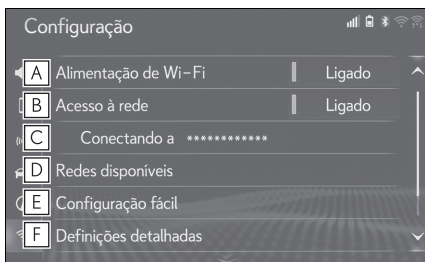 Configuração
A Alimentação de Wi-Fi Ligado
B Acesso à rede Ligado
C Conectando a ************
D Redes disponíveis
E Configuração fácil
F Definições detalhadas